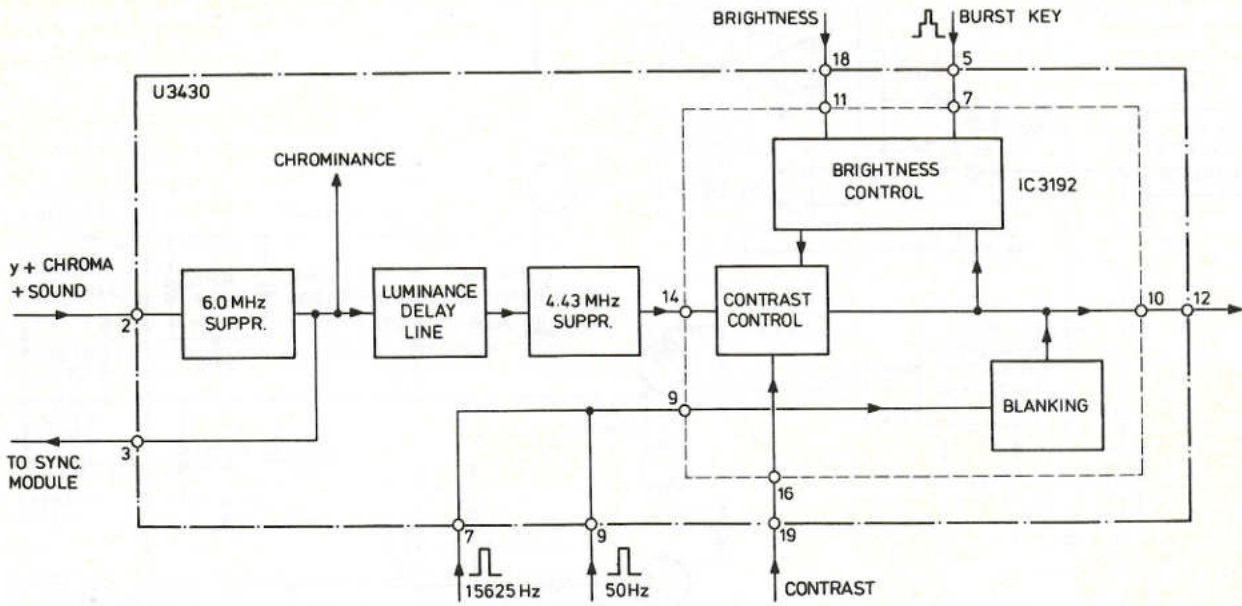 BRIGHTNESS
BURST KEY
18
5
U3430
11
7
CHROMINANCE
BRIGHTNESS
CONTROL
IC3192
y + CHROMA
+ SOUND
2
6.0 MHz
SUPPR.
LUMINANCE
DELAY
LINE
4.43 MHz
SUPPR.
14
CONTRAST
CONTROL
10
12
9
BLANKING
3
TO SYNC.
MODULE
16
7
9
19
15625 Hz
50Hz
CONTRAST